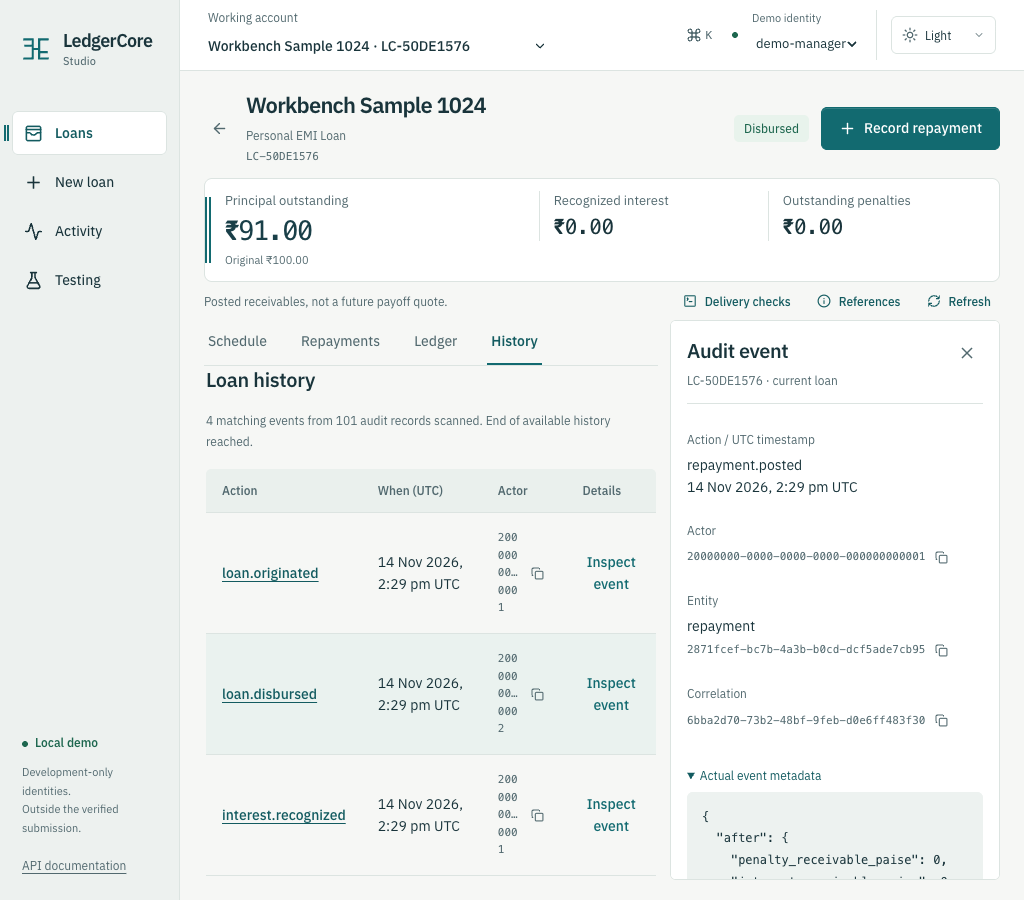 LedgerCore
Studio
Loans
New loan
Activity
Testing
Local demo
Development-only
identities.
Outside the verified
submission.
API documentation
Working account
Workbench Sample 1024 · LC-50DE1576
⌘ K
Demo identity
demo-manager
Light
Workbench Sample 1024
Personal EMI Loan
LC-50DE1576
Disbursed
Record repayment
Principal outstanding
₹91.00
Original ₹100.00
Recognized interest
₹0.00
Outstanding penalties
₹0.00
Posted receivables, not a future payoff quote.
Delivery checks
References
Refresh
Schedule
Repayments
Ledger
History
Loan history
4 matching events from 101 audit records scanned. End of available history
reached.
Action
When (UTC)
Actor
Details
loan.originated
14 Nov 2026,
2:29 pm UTC
200
000
00…
000
1
Inspect
event
loan.disbursed
14 Nov 2026,
2:29 pm UTC
200
000
00…
000
2
Inspect
event
interest.recognized
14 Nov 2026,
2:29 pm UTC
200
000
00…
000
1
Inspect
event
Audit event
LC-50DE1576 · current loan
Action / UTC timestamp
repayment.posted
14 Nov 2026, 2:29 pm UTC
Actor
20000000-0000-0000-0000-000000000001
Entity
repayment
2871fcef-bc7b-4a3b-b0cd-dcf5ade7cb95
Correlation
6bba2d70-73b2-48bf-9feb-d0e6ff483f30
▼ Actual event metadata
{
"after": {
"penalty_receivable_paise": 0,